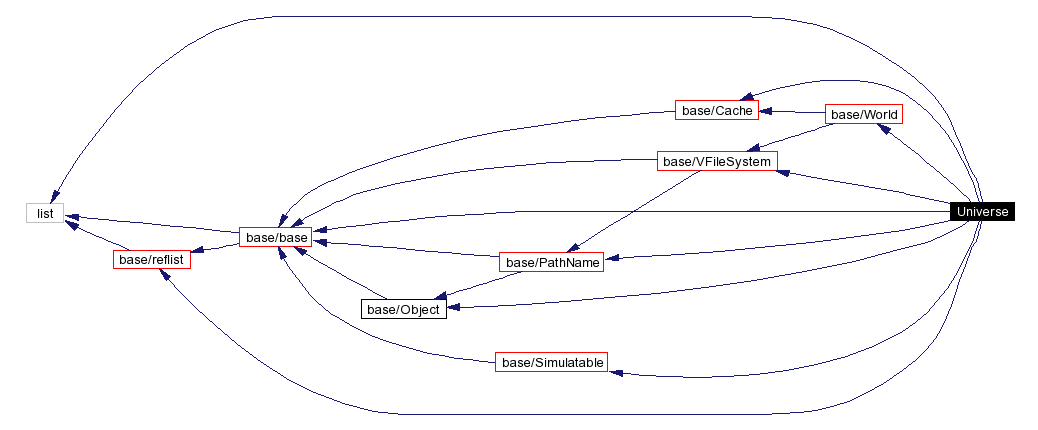 base/Cache
base/World
base/VFileSystem
list
Universe
base/base
base/reflist
base/PathName
base/Object
base/Simulatable